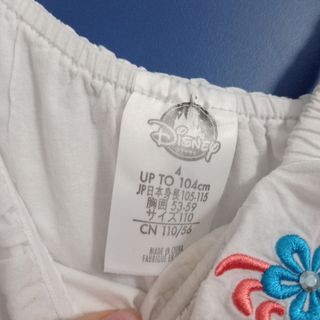 Disney
4
UP TO 104cm
JP日本身長105-115
胸囲 53-59
サイズ110
CN 110/56
MADE IN CHINA
FABRIQUÉ EN